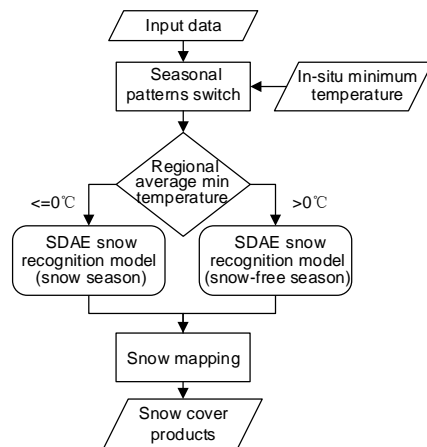 Input data
Seasonal
patterns switch
In-situ minimum
temperature
Regional
average min
temperature
<=0℃
>0℃
SDAE snow
recognition model
(snow season)
SDAE snow
recognition model
(snow-free season)
Snow mapping
Snow cover
products